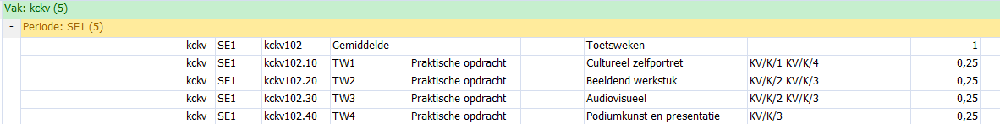 Vak: kckv (5)
- Periode: SE1 (5)
kckv SE1 kckv102 Gemiddelde Toetsweken 1
kckv SE1 kckv102.10 TW1 Praktische opdracht Cultureel zelfportret KV/K/1 KV/K/4 0,25
kckv SE1 kckv102.20 TW2 Praktische opdracht Beeldend werkstuk KV/K/2 KV/K/3 0,25
kckv SE1 kckv102.30 TW3 Praktische opdracht Audiovisueel KV/K/2 KV/K/3 0,25
kckv SE1 kckv102.40 TW4 Praktische opdracht Podiumkunst en presentatie KV/K/3 0,25